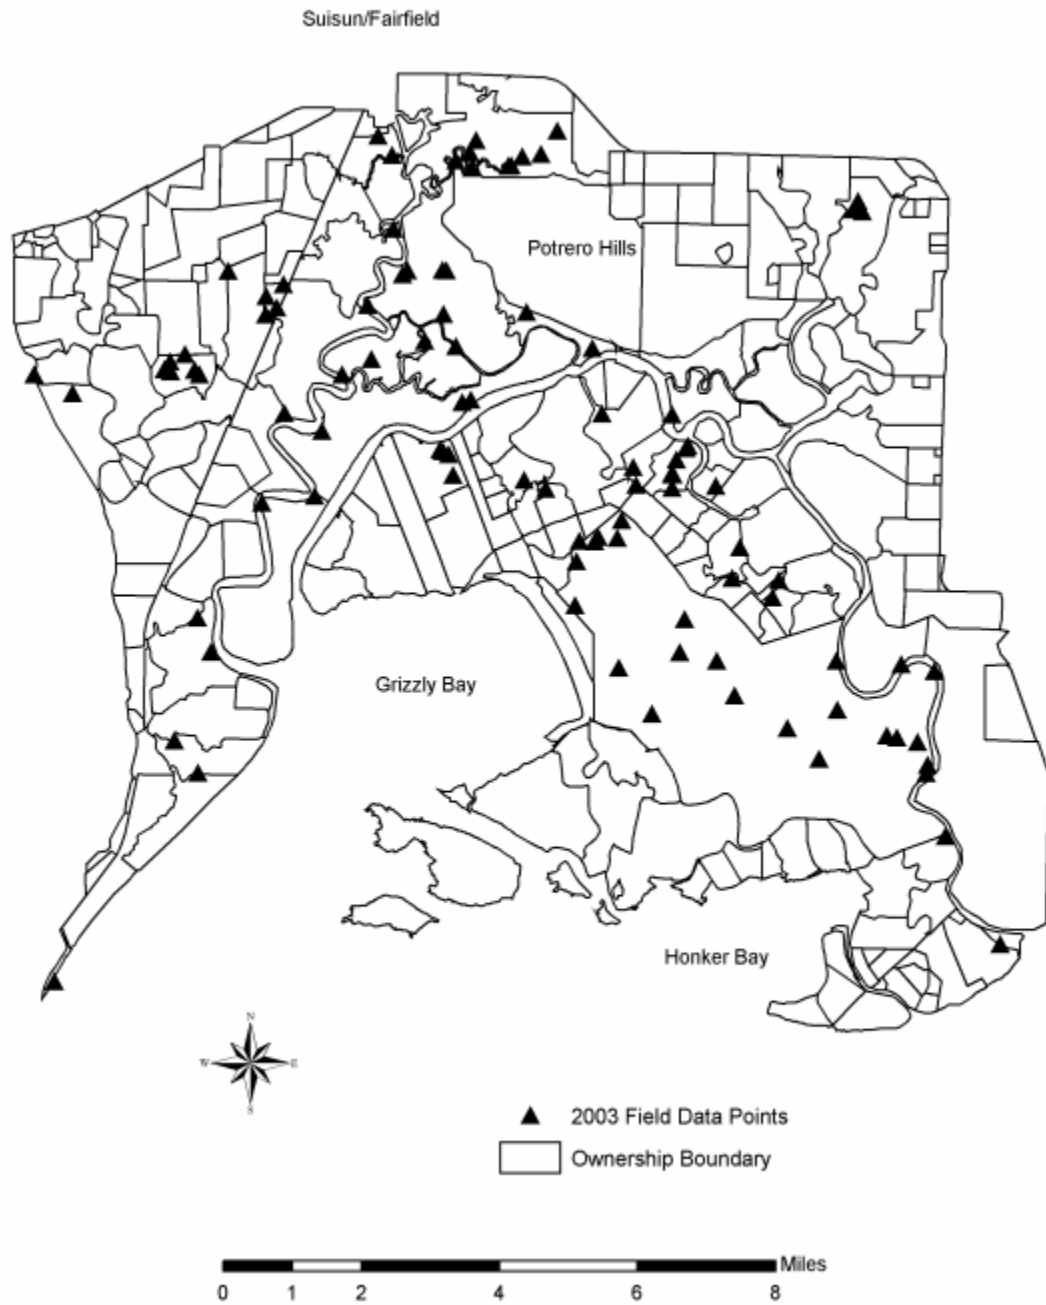 Suisun/Fairfield
Potrero Hills
Grizzly Bay
Honker Bay
N
W E
S
2003 Field Data Points
Ownership Boundary
Miles
0 1 2 4 6 8